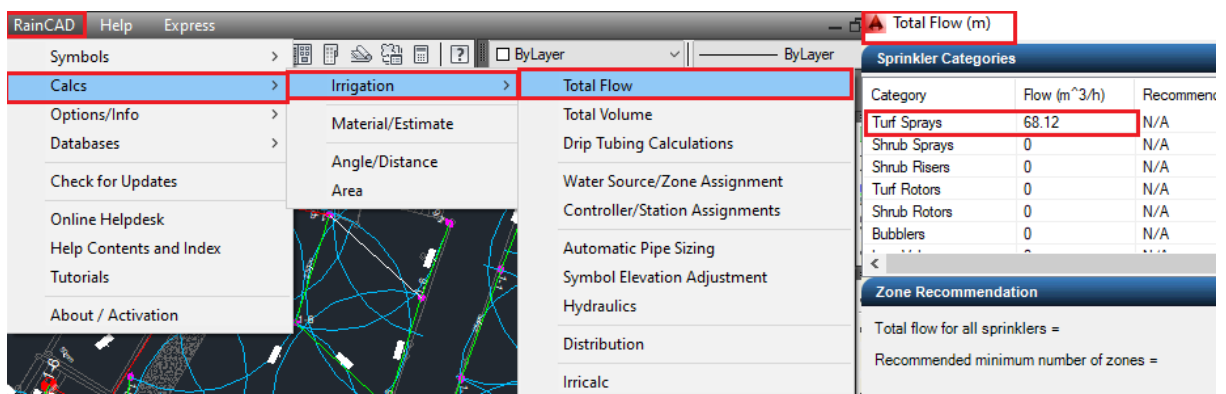 RainCAD Help Express
Symbols
Calcs
Options/Info
Databases
Check for Updates
Online Helpdesk
Help Contents and Index
Tutorials
About / Activation
ByLayer
ByLayer
Irrigation
Material/Estimate
Angle/Distance
Area
Total Flow
Total Volume
Drip Tubing Calculations
Water Source/Zone Assignment
Controller/Station Assignments
Automatic Pipe Sizing
Symbol Elevation Adjustment
Hydraulics
Distribution
Irricalc
Total Flow (m)
Sprinkler Categories
Category Flow (m^3/h) Recommend
Turf Sprays 68.12 N/A
Shrub Sprays 0 N/A
Shrub Risers 0 N/A
Turf Rotors 0 N/A
Shrub Rotors 0 N/A
Bubblers 0 N/A
Zone Recommendation
Total flow for all sprinklers =
Recommended minimum number of zones =